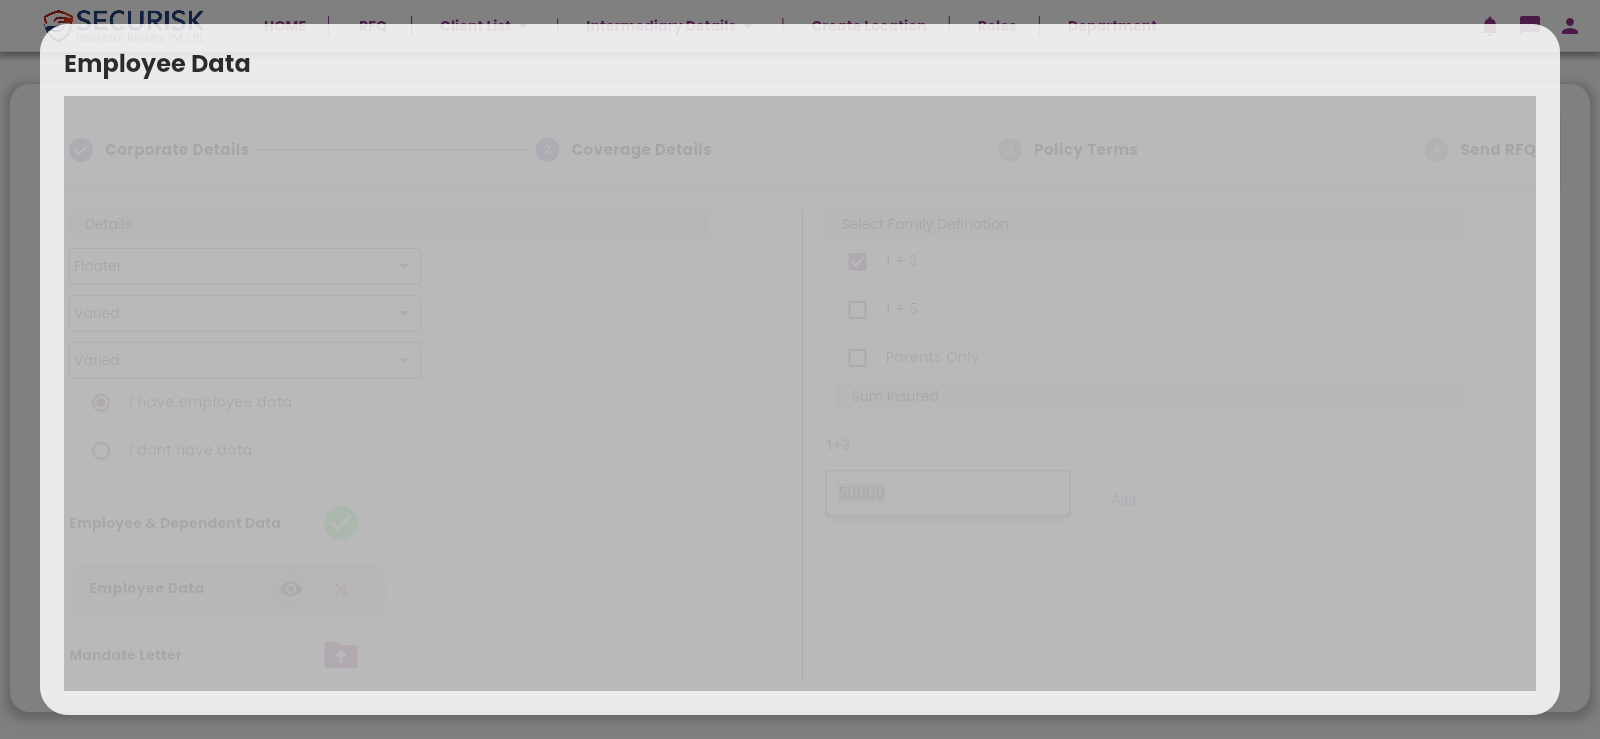 SECURISK
Insurance Brokers Pvt. Ltd.
HOME
RFQ
Client List
Intermediary Details
Create Location
Roles
Department
Employee Data
Corporate Details
2
Coverage Details
3
Policy Terms
4
Send RFQ
Details
Floater
Varied
Varied
I have employee data
I dont have data
Employee & Dependent Data
Employee Data
Mandate Letter
Select Family Defination
1 + 3
1 + 5
Parents Only
Sum Insured
1+3
50000
Add